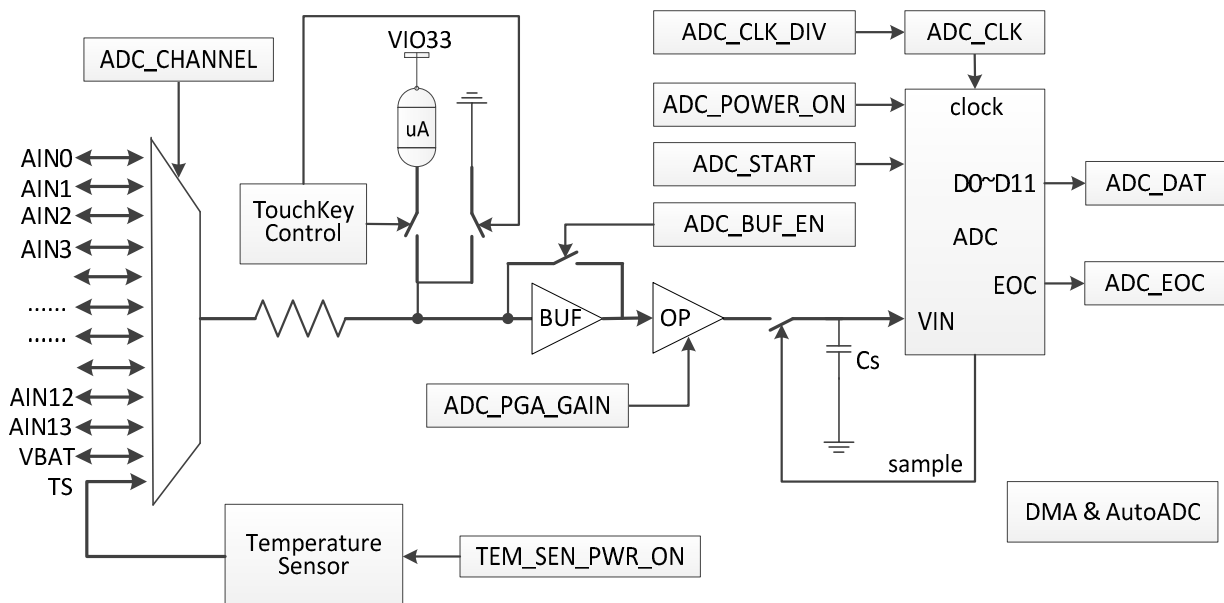 ADC_CHANNEL
VIO33
uA
TouchKey
Control
ADC_CLK_DIV
ADC_CLK
ADC_POWER_ON
clock
ADC_START
D0~D11
ADC_DAT
ADC_BUF_EN
ADC
EOC
ADC_EOC
AIN0
AIN1
AIN2
AIN3
......
......
AIN12
AIN13
VBAT
TS
BUF
OP
VIN
Cs
ADC_PGA_GAIN
sample
DMA & AutoADC
Temperature
Sensor
TEM_SEN_PWR_ON